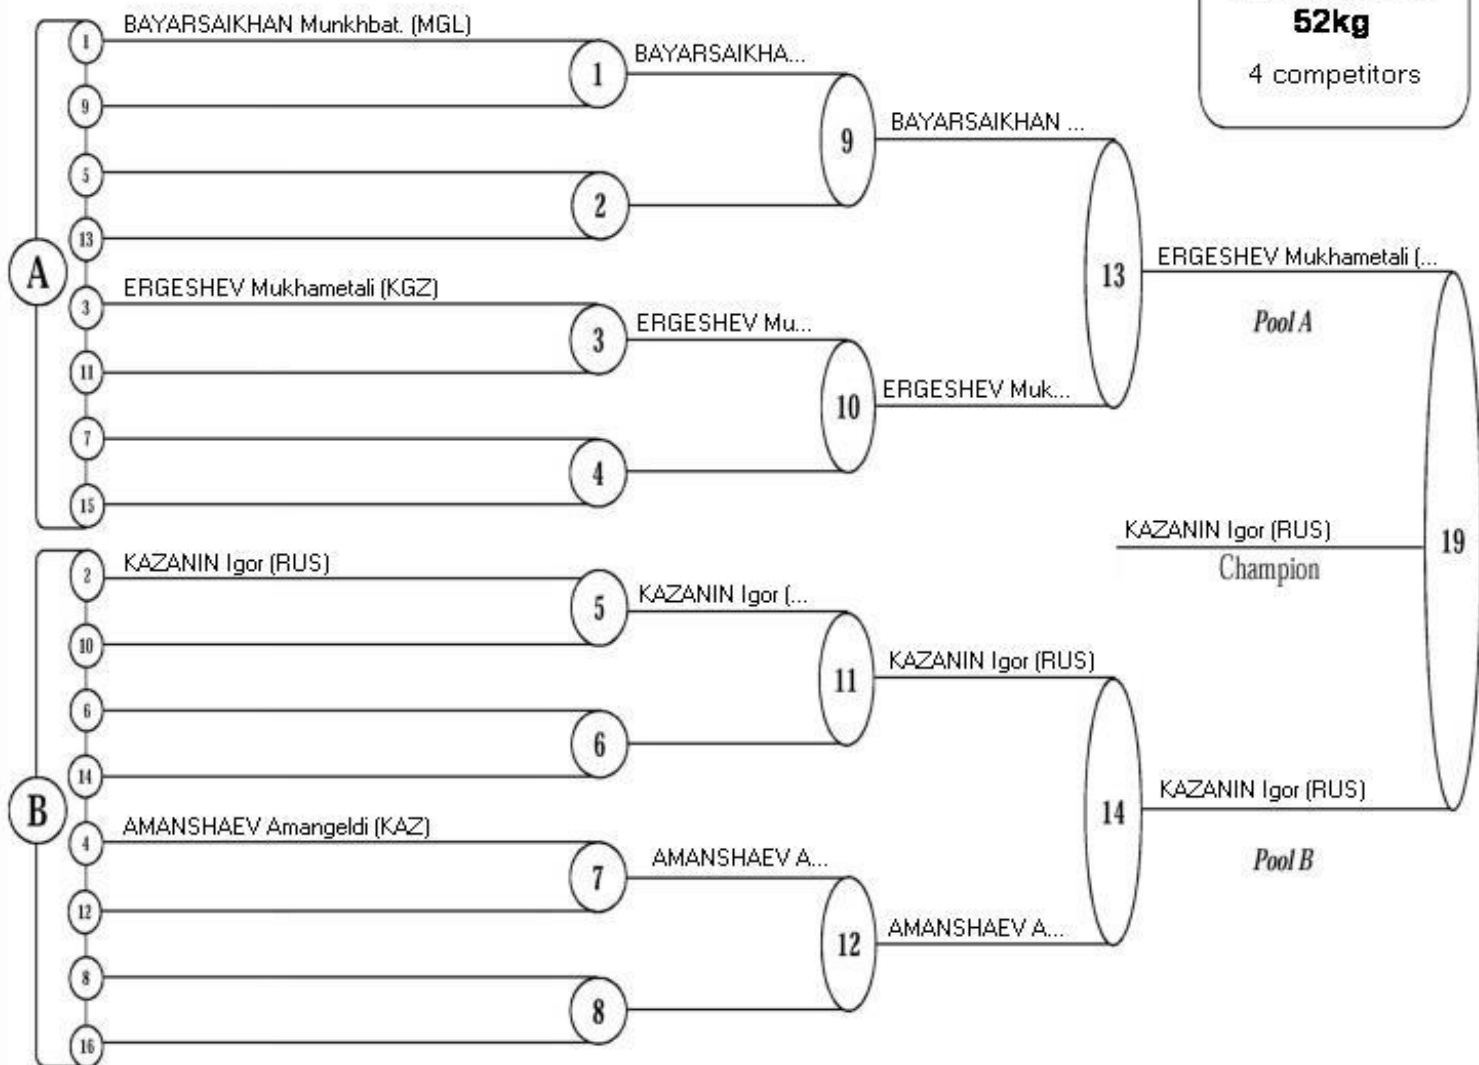 52kg
4 competitors
BAYARSAIKHAN Munkhbat. (MGL)
1
9
1
BAYARSAIKHA...
9
BAYARSAIKHAN ...
5
13
2
A
3
ERGESHEV Mukhametali (KGZ)
11
3
ERGESHEV Mu...
10
ERGESHEV Muk...
7
15
4
13
ERGESHEV Mukhametali (...
Pool A
KAZANIN Igor (RUS)
Champion
19
2
KAZANIN Igor (RUS)
10
5
KAZANIN Igor (...
11
KAZANIN Igor (RUS)
6
14
6
B
4
AMANSHAEV Amangeldi (KAZ)
12
7
AMANSHAEV A...
12
AMANSHAEV A...
8
16
8
14
KAZANIN Igor (RUS)
Pool B